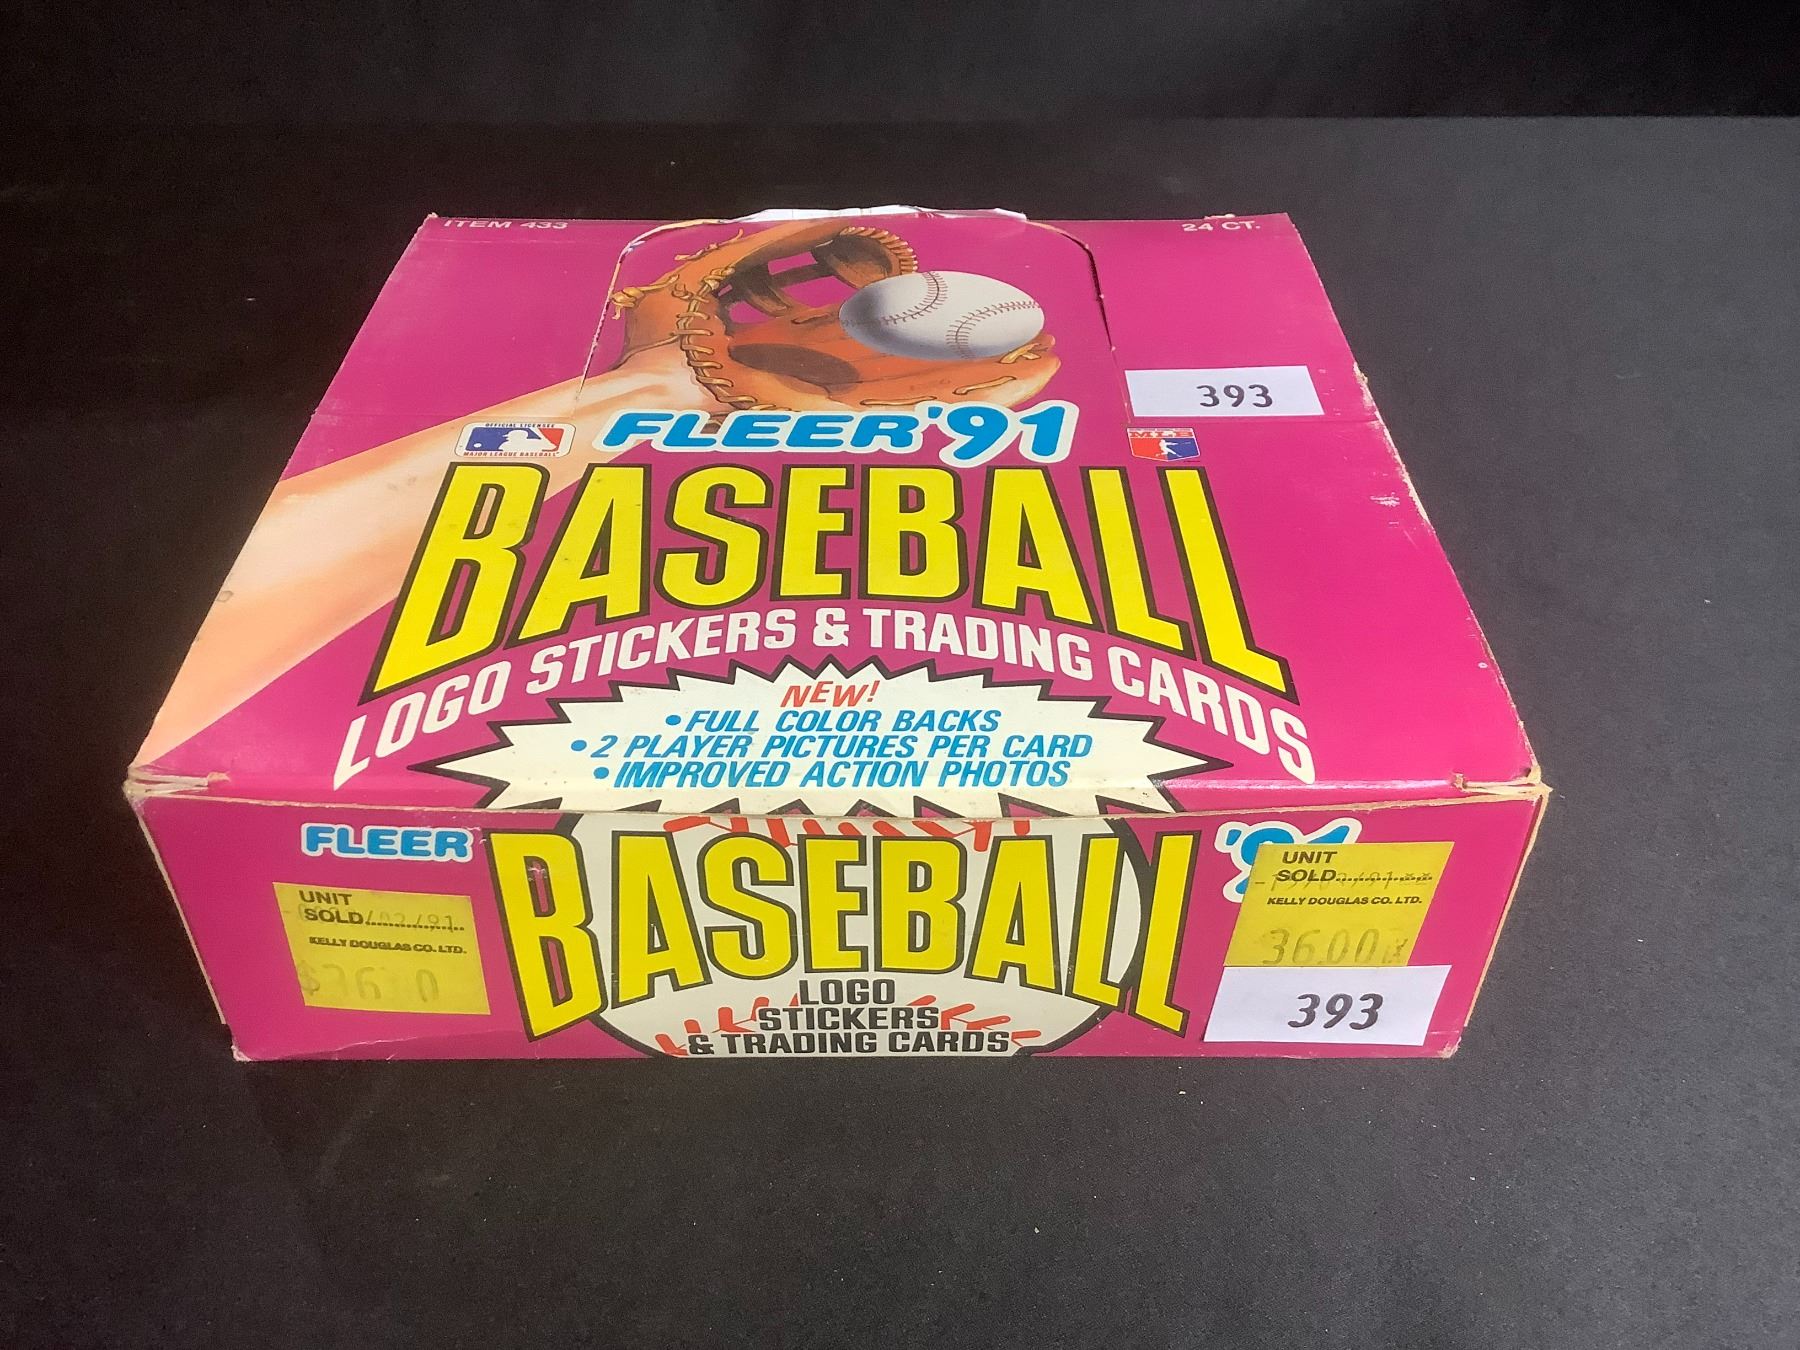 ITEM 433
24 CT.
393
OFFICIAL LICENSEE
MAJOR LEAGUE BASEBALL
FLEER '91
BASEBALL
LOGO STICKERS & TRADING CARDS
NEW!
• FULL COLOR BACKS
• 2 PLAYER PICTURES PER CARD
• IMPROVED ACTION PHOTOS
FLEER
BASEBALL
'91
LOGO
STICKERS
& TRADING CARDS
UNIT
SOLD
KELLY DOUGLAS CO. LTD.
UNIT
SOLD
KELLY DOUGLAS CO. LTD.
36.00
393